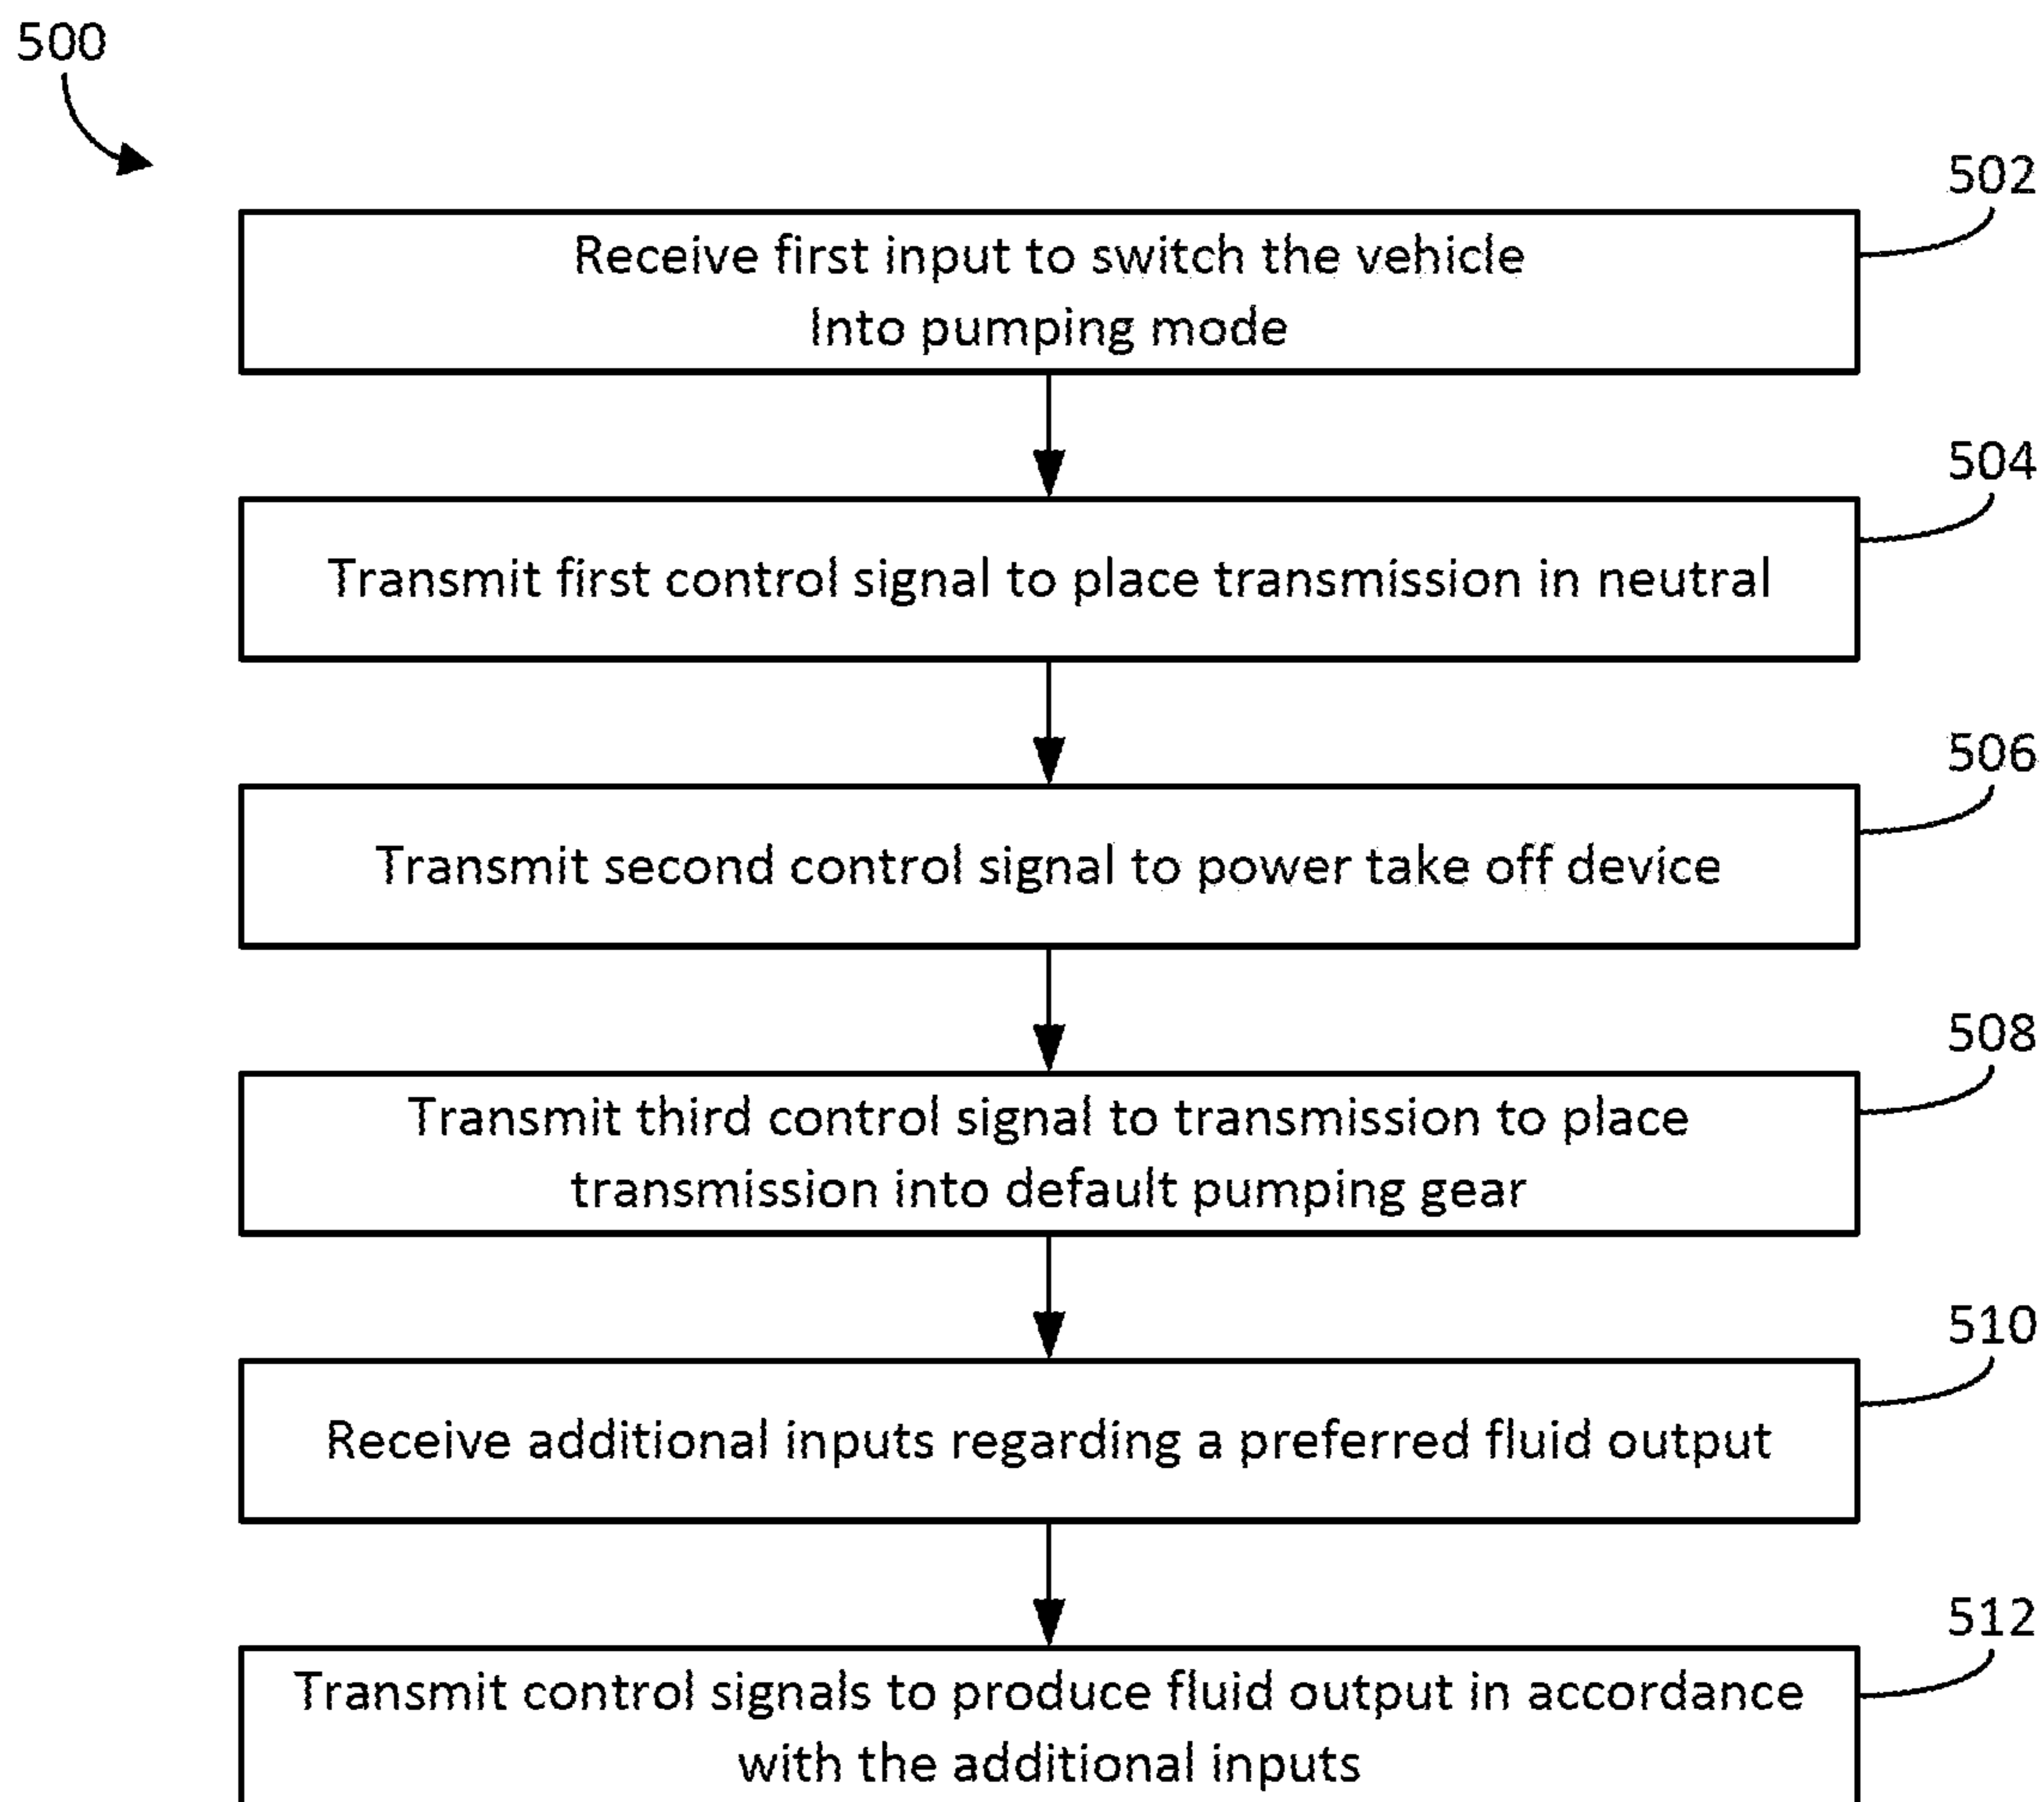 500
502
Receive first input to switch the vehicle
Into pumping mode
504
Transmit first control signal to place transmission in neutral
506
Transmit second control signal to power take off device
508
Transmit third control signal to transmission to place
transmission into default pumping gear
510
Receive additional inputs regarding a preferred fluid output
512
Transmit control signals to produce fluid output in accordance
with the additional inputs